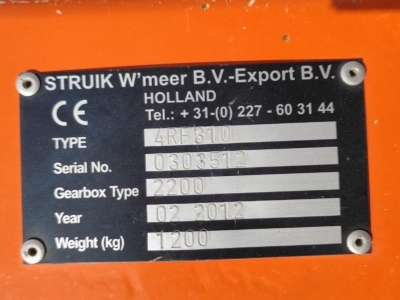 STRUIK W'meer B.V.-Export B.V.
CE HOLLAND
Tel.: + 31-(0) 227 - 60 31 44
TYPE 4RF310
Serial No. 0303512
Gearbox Type 2200
Year 02 2012
Weight (kg) 1200